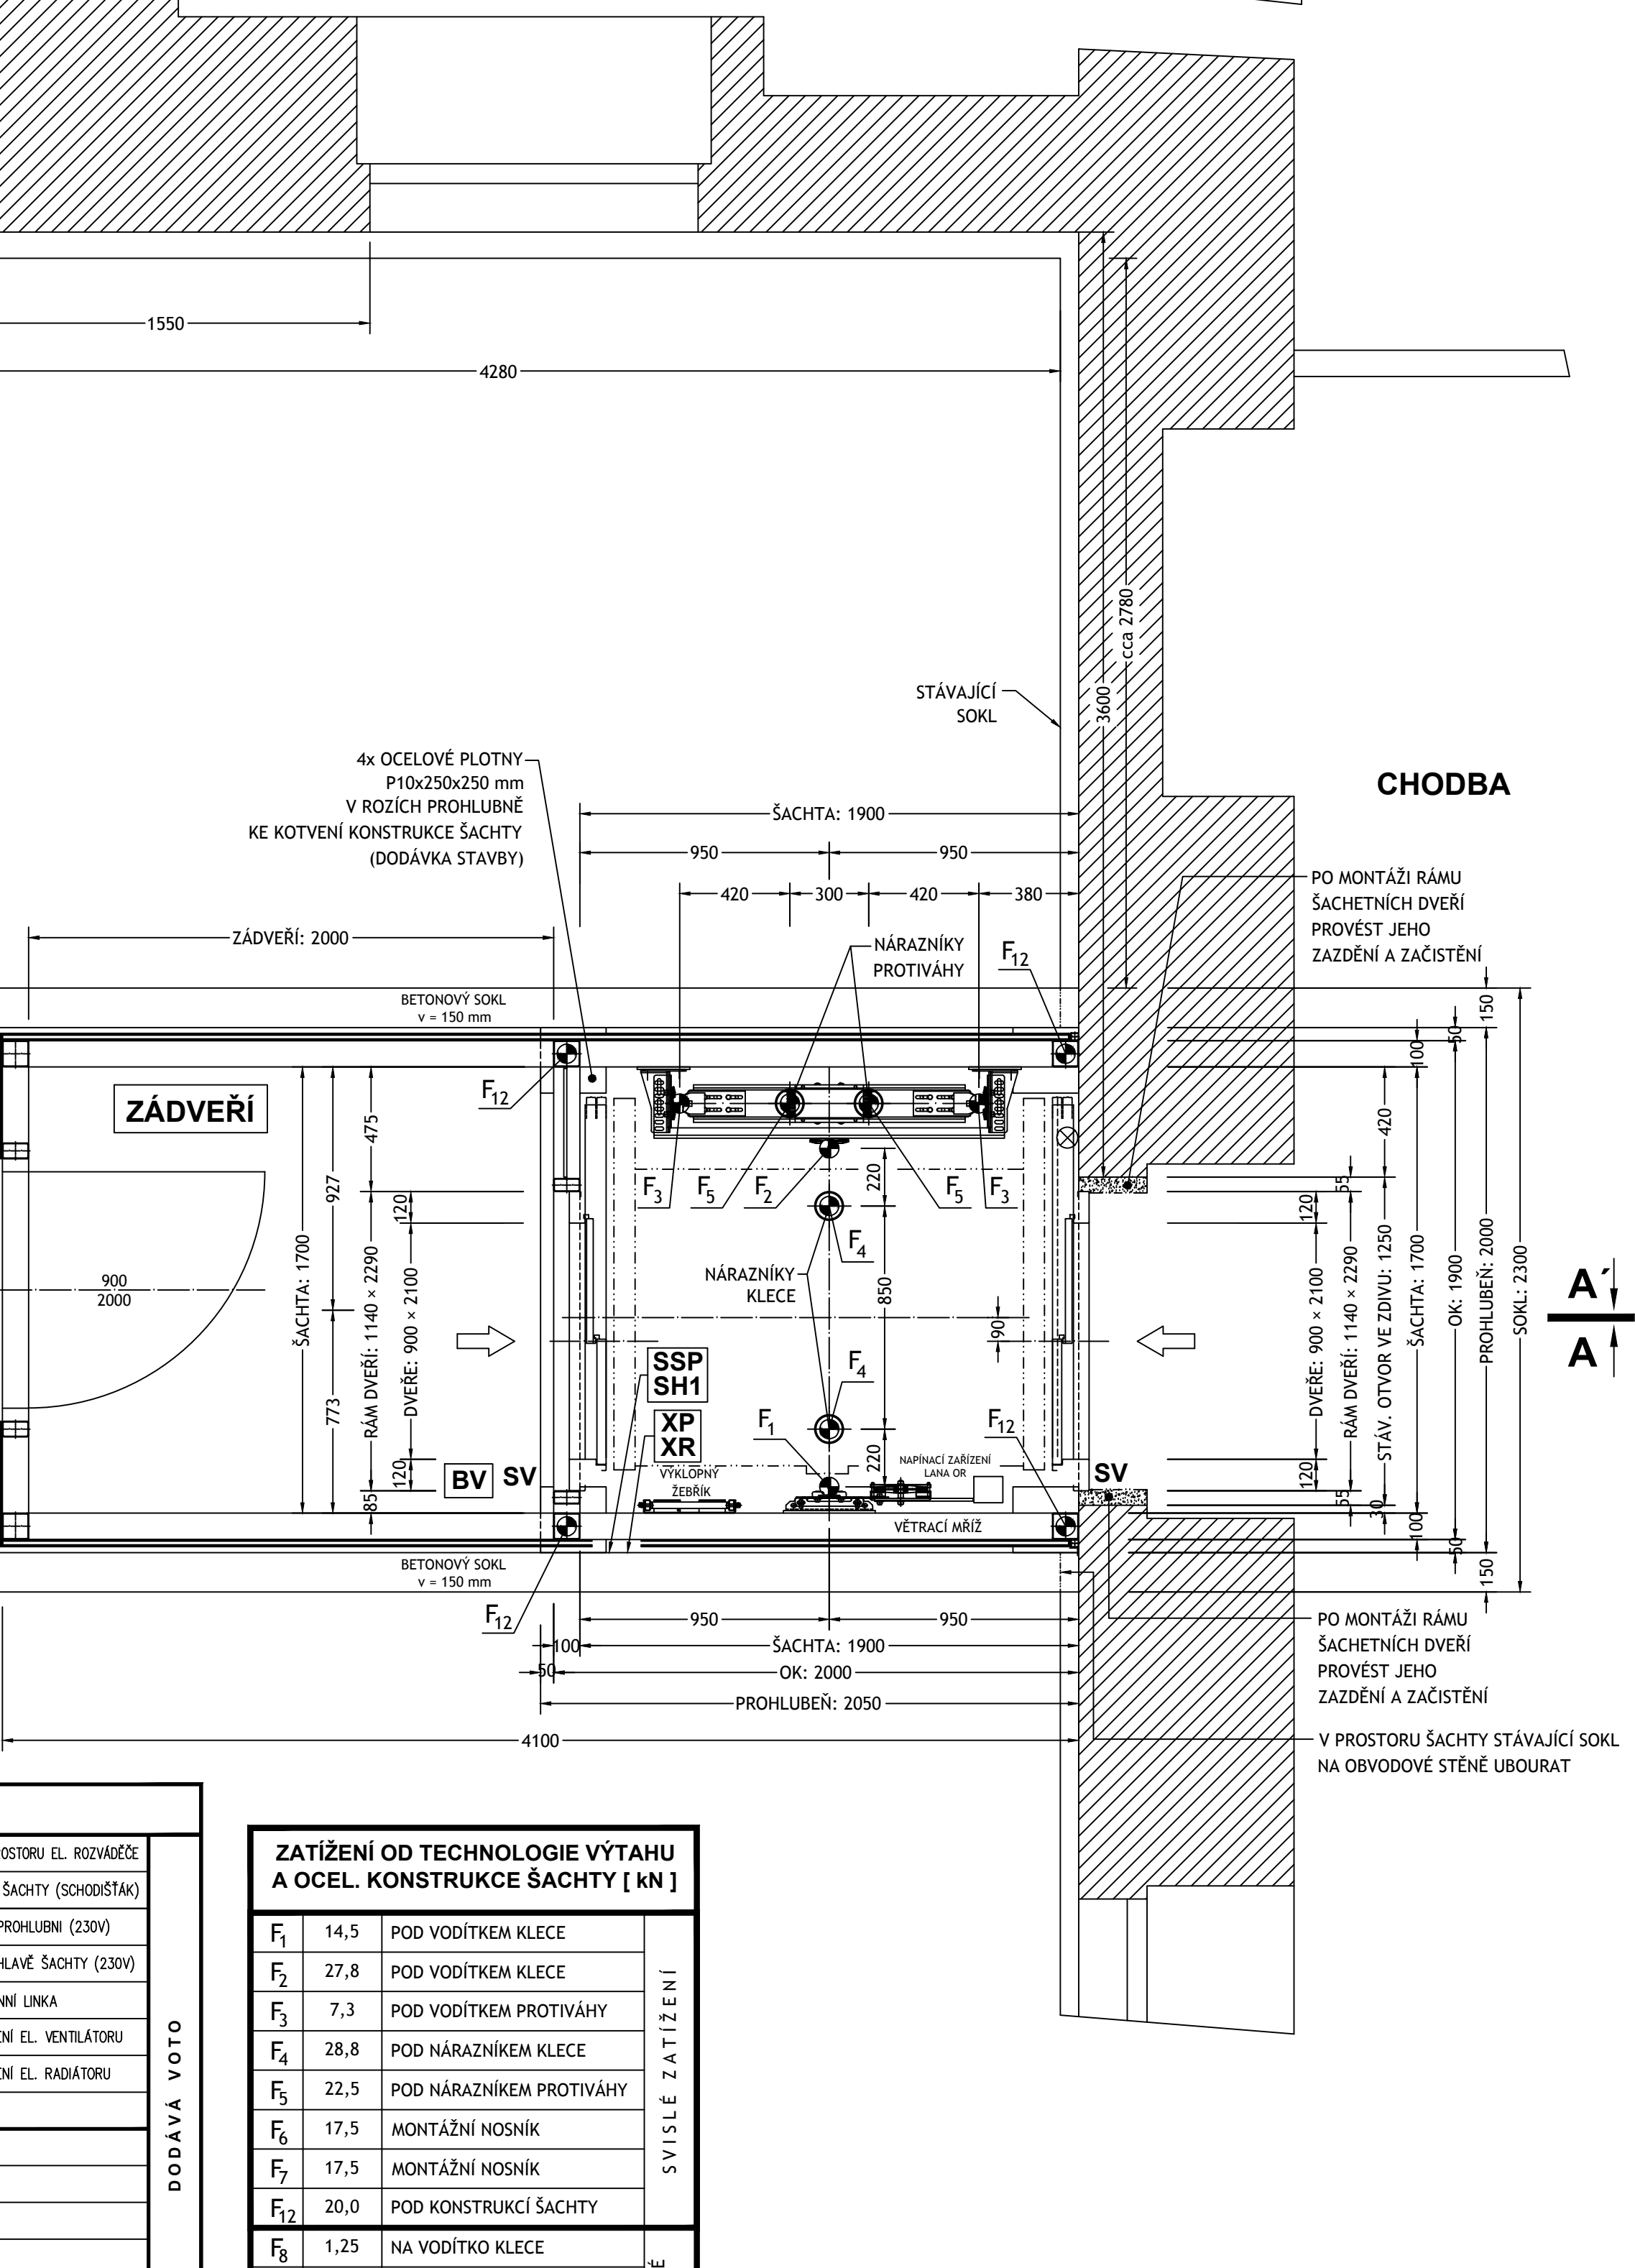 1550
4280
cca 2780
3600
STÁVAJÍCÍ
SOKL
4x OCELOVÉ PLOTNY
P10x250x250 mm
V ROZÍCH PROHLUBNĚ
KE KOTVENÍ KONSTRUKCE ŠACHTY
(DODÁVKA STAVBY)
CHODBA
ŠACHTA: 1900
950
950
420
300
420
380
PO MONTÁŽI RÁMU
ŠACHETNÍCH DVEŘÍ
PROVÉST JEHO
ZAZDĚNÍ A ZAČISTĚNÍ
ZÁDVEŘÍ: 2000
NÁRAZNÍKY
PROTIVÁHY
F12
BETONOVÝ SOKL
v = 150 mm
150
50
100
ZÁDVEŘÍ
F12
475
927
120
420
55
120
F3
F5
F2
220
F5
F3
F4
900
2000
ŠACHTA: 1700
RÁM DVEŘÍ: 1140 × 2290
DVEŘE: 900 × 2100
NÁRAZNÍKY
KLECE
850
90
DVEŘE: 900 × 2100
RÁM DVEŘÍ: 1140 × 2290
STÁV. OTVOR VE ZDIVU: 1250
ŠACHTA: 1700
OK: 1900
PROHLUBEŇ: 2000
SOKL: 2300
A´
A
SSP
SH1
F4
773
XP
XR
F1
F12
220
120
85
BV
SV
VÝKLOPNÝ
ŽEBŘÍK
NAPÍNACÍ ZAŘÍZENÍ
LANA OR
SV
120
55
30
100
50
150
VĚTRACÍ MŘÍŽ
BETONOVÝ SOKL
v = 150 mm
F12
950
950
100
ŠACHTA: 1900
50
OK: 2000
PROHLUBEŇ: 2050
4100
PO MONTÁŽI RÁMU
ŠACHETNÍCH DVEŘÍ
PROVÉST JEHO
ZAZDĚNÍ A ZAČISTĚNÍ
V PROSTORU ŠACHTY STÁVAJÍCÍ SOKL
NA OBVODOVÉ STĚNĚ UBOURAT
OSTORU EL. ROZVÁDĚČE
ŠACHTY (SCHODIŠŤÁK)
PROHLUBNI (230V)
HLAVĚ ŠACHTY (230V)
NNÍ LINKA
ENÍ EL. VENTILÁTORU
ENÍ EL. RADIÁTORU
DODÁVÁ VOTO
ZATÍŽENÍ OD TECHNOLOGIE VÝTAHU
A OCEL. KONSTRUKCE ŠACHTY [ kN ]
F1 14,5 POD VODÍTKEM KLECE
F2 27,8 POD VODÍTKEM KLECE
F3 7,3 POD VODÍTKEM PROTIVÁHY
F4 28,8 POD NÁRAZNÍKEM KLECE
F5 22,5 POD NÁRAZNÍKEM PROTIVÁHY
F6 17,5 MONTÁŽNÍ NOSNÍK
F7 17,5 MONTÁŽNÍ NOSNÍK
F12 20,0 POD KONSTRUKCÍ ŠACHTY
SVISLÉ ZATÍŽENÍ
F8 1,25 NA VODÍTKO KLECE